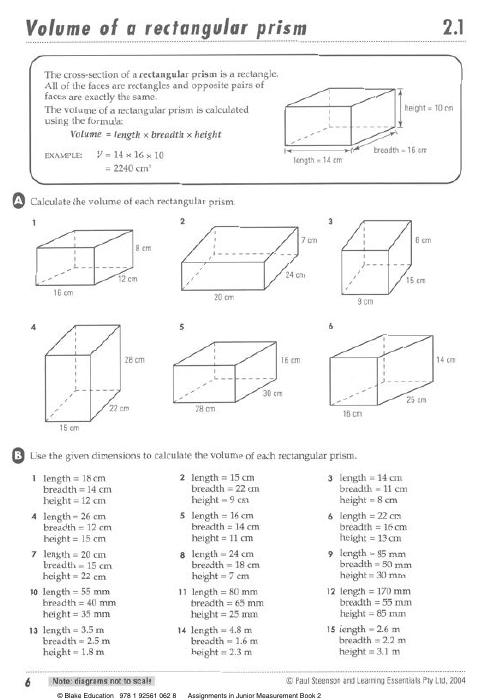 Volume of a rectangular prism 2.1
The cross-section of a rectangular prism is a rectangle.
All of the faces are rectangles and opposite pairs of
faces are exactly the same.
The volume of a rectangular prism is calculated
using the formula:
Volume = length × breadth × height
EXAMPLE: V = 14 × 16 × 10
= 2240 cm³
height = 10 cm
breadth = 16 cm
length = 14 cm
A Calculate the volume of each rectangular prism.
1
8 cm
12 cm
16 cm
2
7 cm
24 cm
20 cm
3
6 cm
15 cm
9 cm
4
28 cm
22 cm
15 cm
5
16 cm
30 cm
28 cm
6
14 cm
25 cm
16 cm
B Use the given dimensions to calculate the volume of each rectangular prism.
1 length = 18 cm
breadth = 14 cm
height = 12 cm
2 length = 15 cm
breadth = 22 cm
height = 9 cm
3 length = 14 cm
breadth = 11 cm
height = 8 cm
4 length = 26 cm
breadth = 12 cm
height = 15 cm
5 length = 16 cm
breadth = 14 cm
height = 11 cm
6 length = 22 cm
breadth = 16 cm
height = 13 cm
7 length = 20 cm
breadth = 15 cm
height = 22 cm
8 length = 24 cm
breadth = 18 cm
height = 7 cm
9 length = 95 mm
breadth = 50 mm
height = 30 mm
10 length = 55 mm
breadth = 40 mm
height = 35 mm
11 length = 80 mm
breadth = 65 mm
height = 25 mm
12 length = 170 mm
breadth = 55 mm
height = 85 mm
13 length = 3.5 m
breadth = 2.5 m
height = 1.8 m
14 length = 4.8 m
breadth = 1.6 m
height = 2.3 m
15 length = 2.6 m
breadth = 2.2 m
height = 3.1 m
6 Note: diagrams not to scale © Paul Steenson and Learning Essentials Pty Ltd, 2004
© Blake Education 978 1 92561 062 8 Assignments in Junior Measurement Book 2